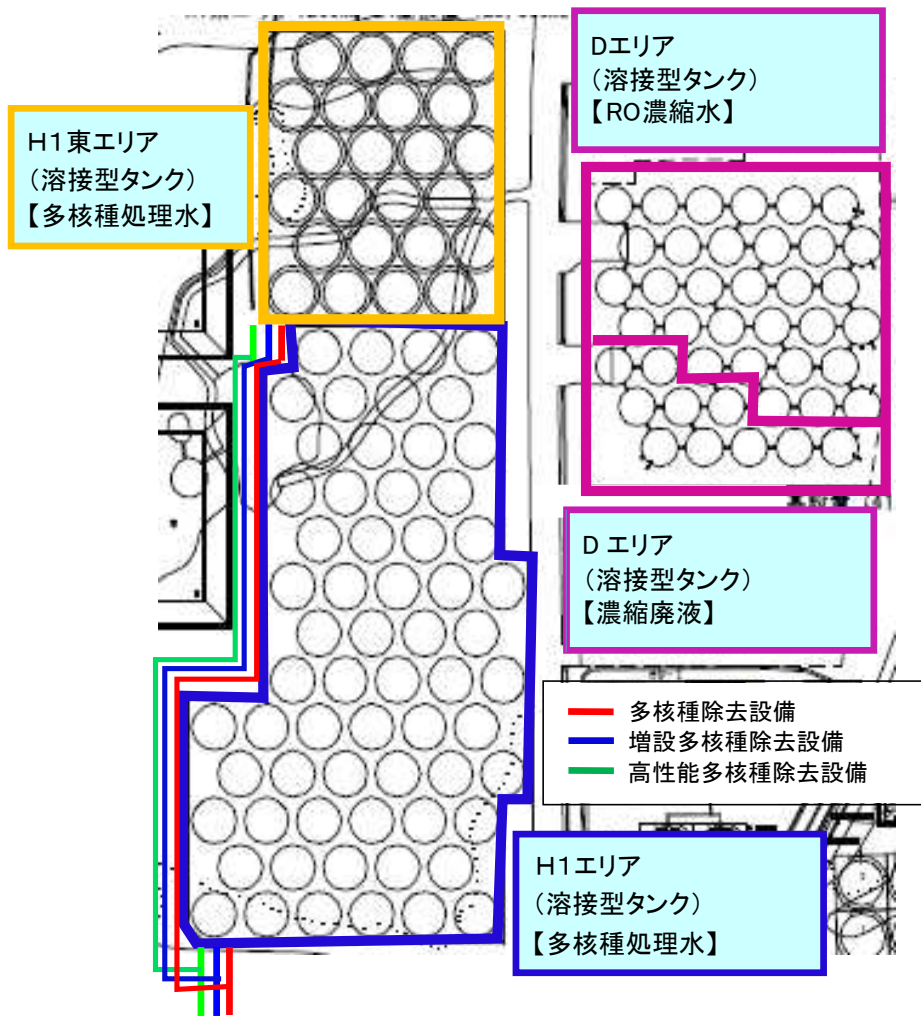 Dエリア
(溶接型タンク)
【RO濃縮水】
H1東エリア
(溶接型タンク)
【多核種処理水】
D エリア
(溶接型タンク)
【濃縮廃液】
多核種除去設備
増設多核種除去設備
高性能多核種除去設備
H1エリア
(溶接型タンク)
【多核種処理水】